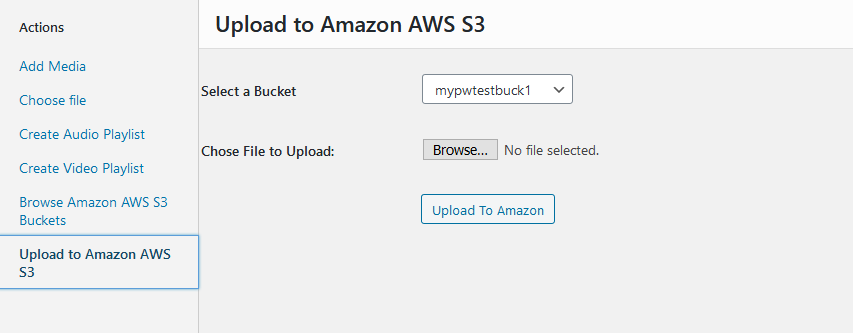 Actions
Add Media
Choose file
Create Audio Playlist
Create Video Playlist
Browse Amazon AWS S3
Buckets
Upload to Amazon AWS
S3
Upload to Amazon AWS S3
Select a Bucket
mypwtestbuck1
Chose File to Upload:
Browse... No file selected.
Upload To Amazon